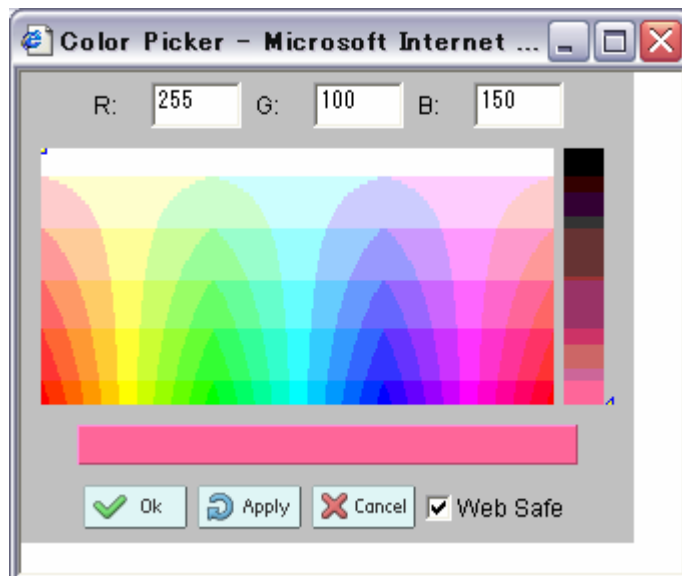 Color Picker - Microsoft Internet ...
R: 255 G: 100 B: 150
Ok Apply Cancel Web Safe